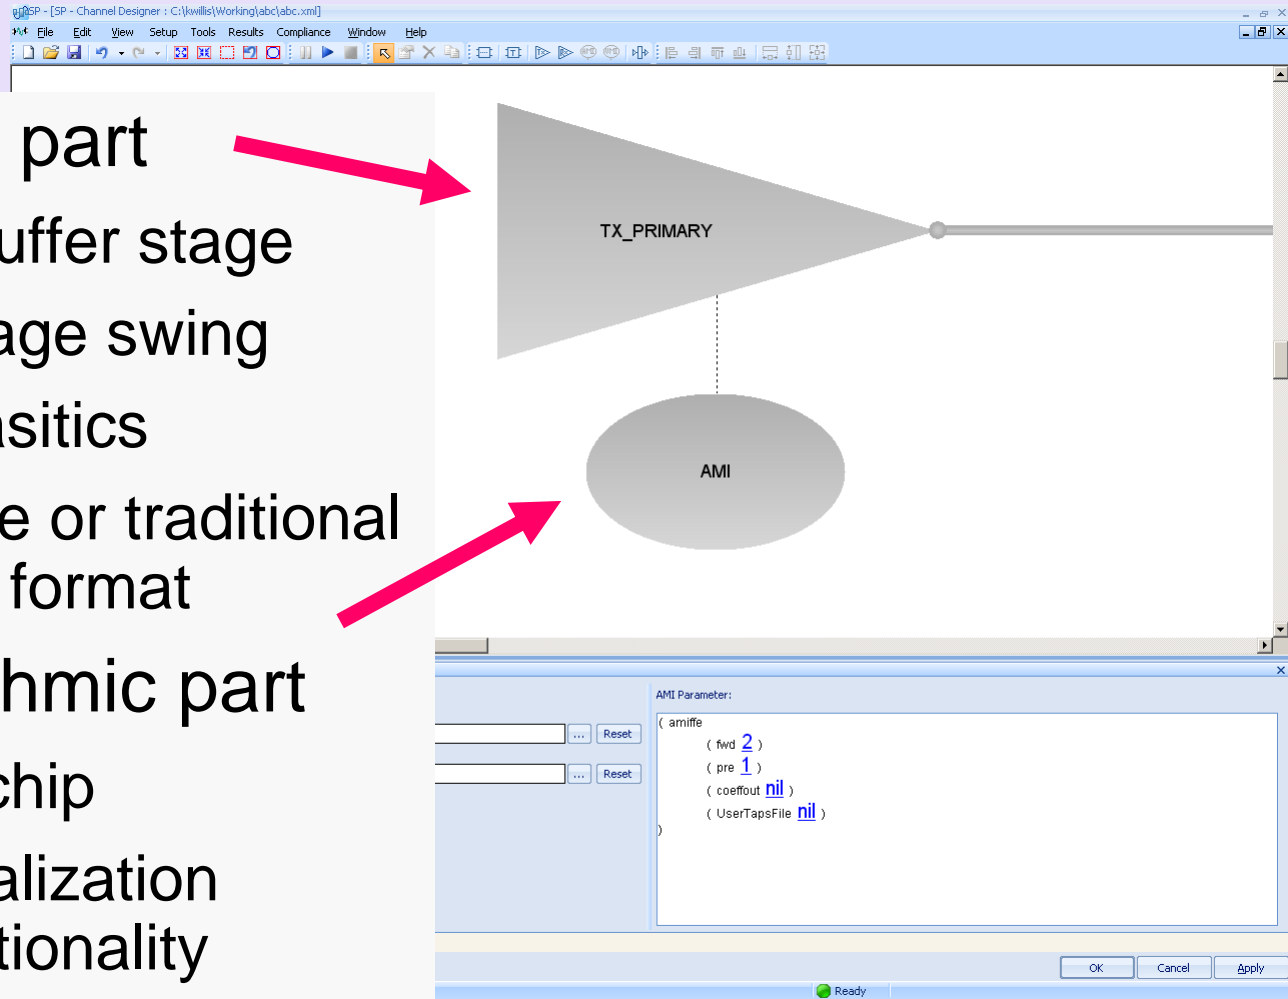 SP - [SP - Channel Designer : C:\kwillis\Working\abc\abc.xml]
File Edit View Setup Tools Results Compliance Window Help
part
uffer stage
age swing
asitics
e or traditional
format
hmic part
chip
alization
tionality
TX_PRIMARY
AMI
... Reset
... Reset
AMI Parameter:
( amiffe
( fwd 2 )
( pre 1 )
( coeffout nil )
( UserTapsFile nil )
)
OK Cancel Apply
Ready